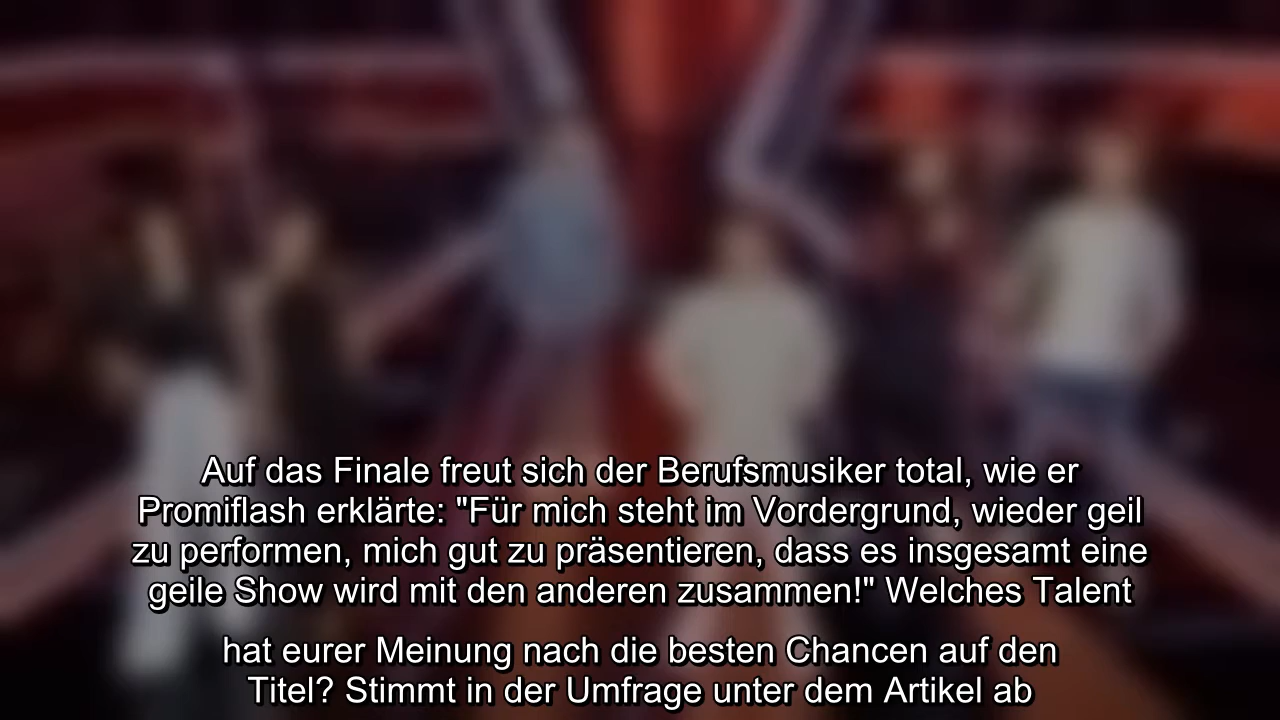 Auf das Finale freut sich der Berufsmusiker total, wie er
Promiflash erklärte: "Für mich steht im Vordergrund, wieder geil
zu performen, mich gut zu präsentieren, dass es insgesamt eine
geile Show wird mit den anderen zusammen!" Welches Talent
hat eurer Meinung nach die besten Chancen auf den
Titel? Stimmt in der Umfrage unter dem Artikel ab